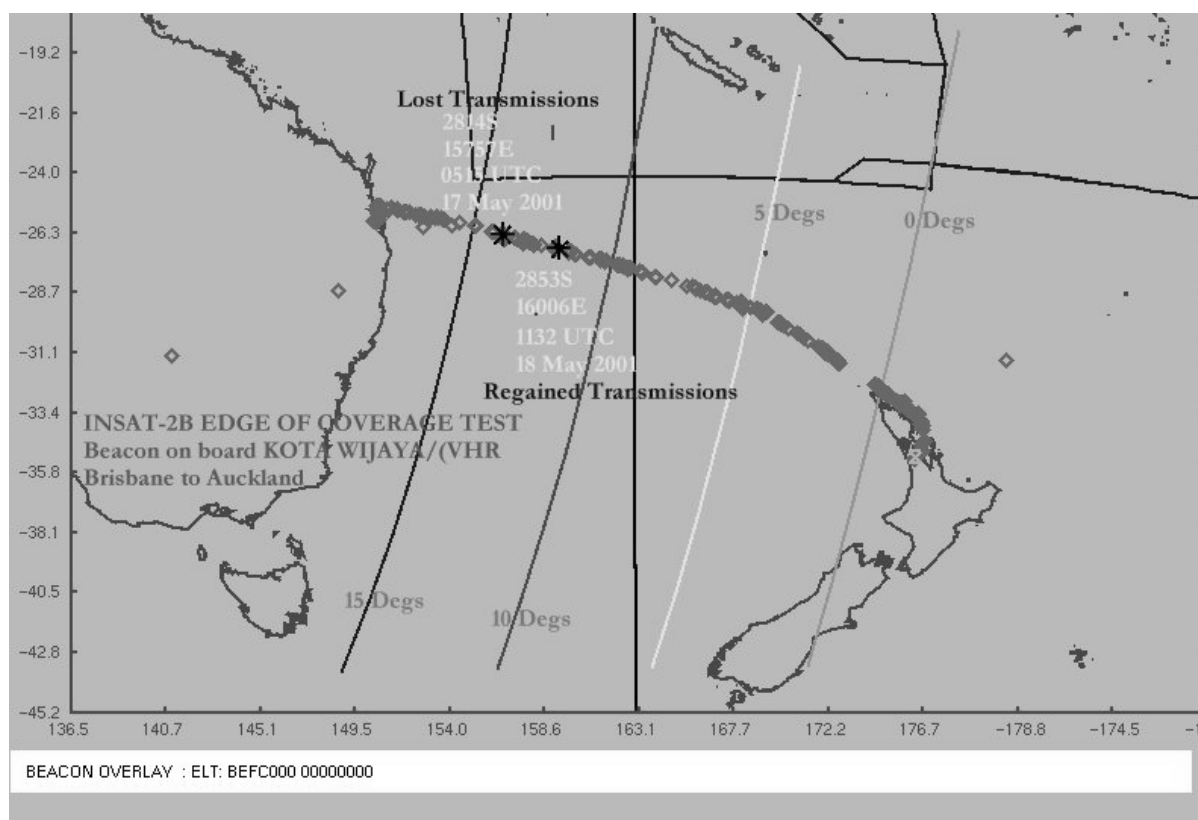 Lost Transmissions
2814S
15757E
0515 UTC
17 May 2001
5 Degs
0 Degs
2853S
16006E
1132 UTC
18 May 2001
Regained Transmissions
INSAT-2B EDGE OF COVERAGE TEST
Beacon on board KOTA WIJAYA/(VHR
Brisbane to Auckland
15 Degs
10 Degs
-19.2
-21.6
-24.0
-26.3
-28.7
-31.1
-33.4
-35.8
-38.1
-40.5
-42.8
-45.2
136.5 140.7 145.1 149.5 154.0 158.6 163.1 167.7 172.2 176.7 -178.8 -174.5
BEACON OVERLAY : ELT: BEFC000 00000000